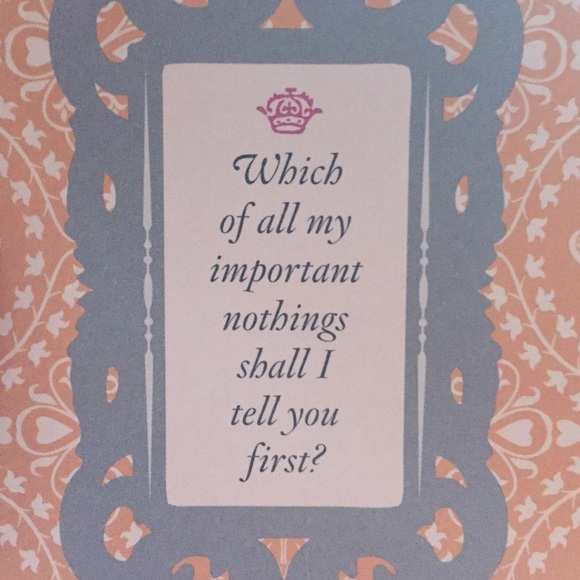 Which
of all my
important
nothings
shall I
tell you
first?